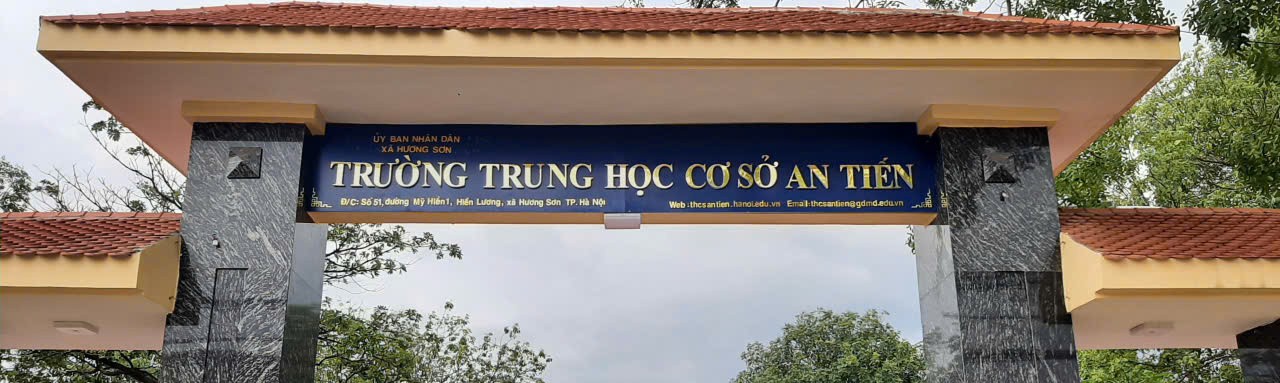 ỦY BAN NHÂN DÂN
XÃ HƯƠNG SƠN
TRƯỜNG TRUNG HỌC CƠ SỞ AN TIẾN
Đ/C: Số 51, đường Mỹ Hiền 1, Hiền Lương, xã Hương Sơn TP. Hà Nội
Web: thcsantien.hanoi.edu.vn Email-thcsantien@gdmd.edu.vn